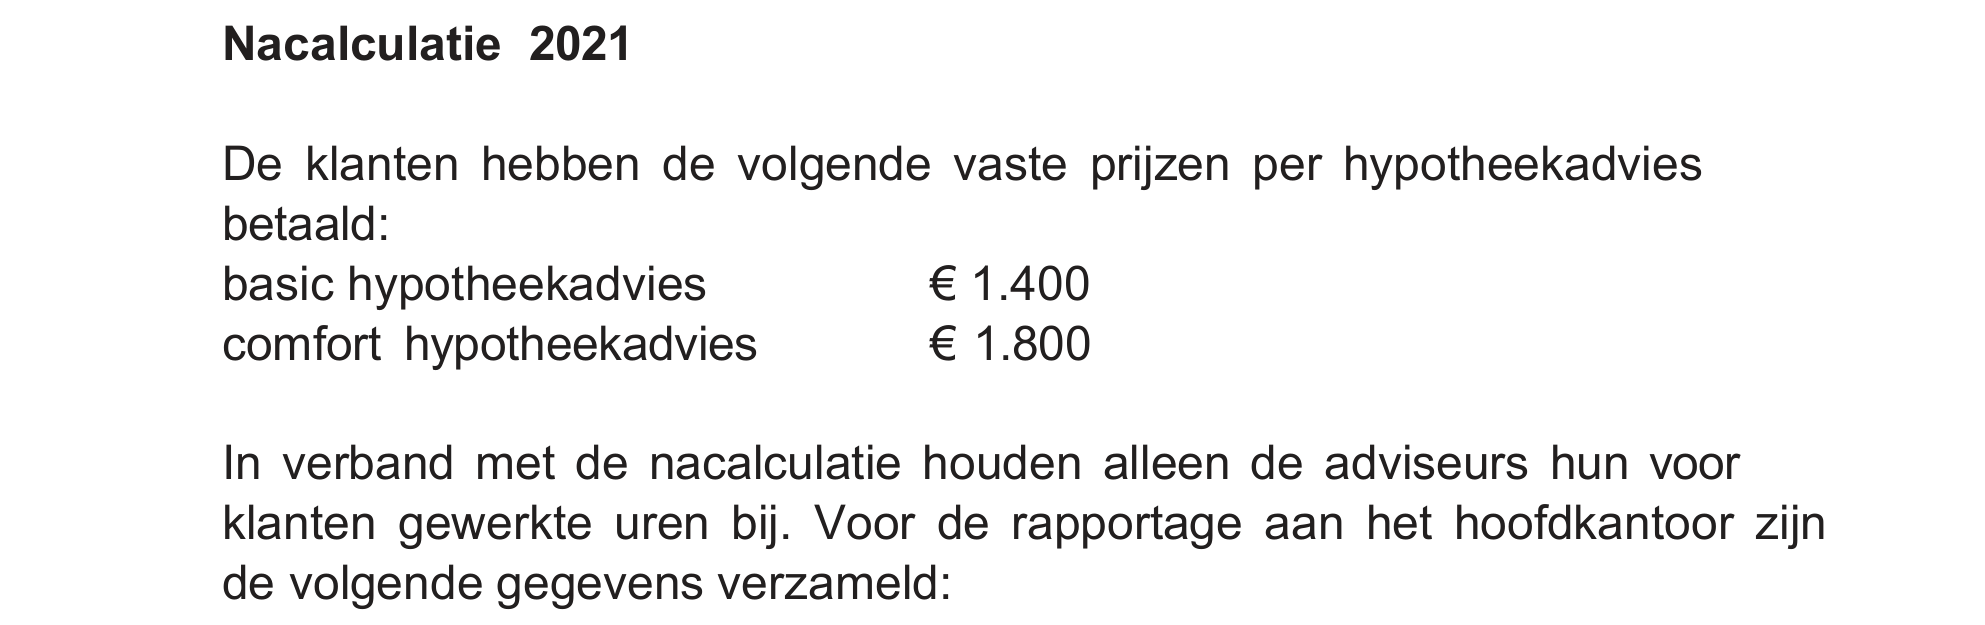 Nacalculatie 2021
De klanten hebben de volgende vaste prijzen per hypotheekadvies
betaald:
basic hypotheekadvies € 1.400
comfort hypotheekadvies € 1.800
In verband met de nacalculatie houden alleen de adviseurs hun voor
klanten gewerkte uren bij. Voor de rapportage aan het hoofdkantoor zijn
de volgende gegevens verzameld: